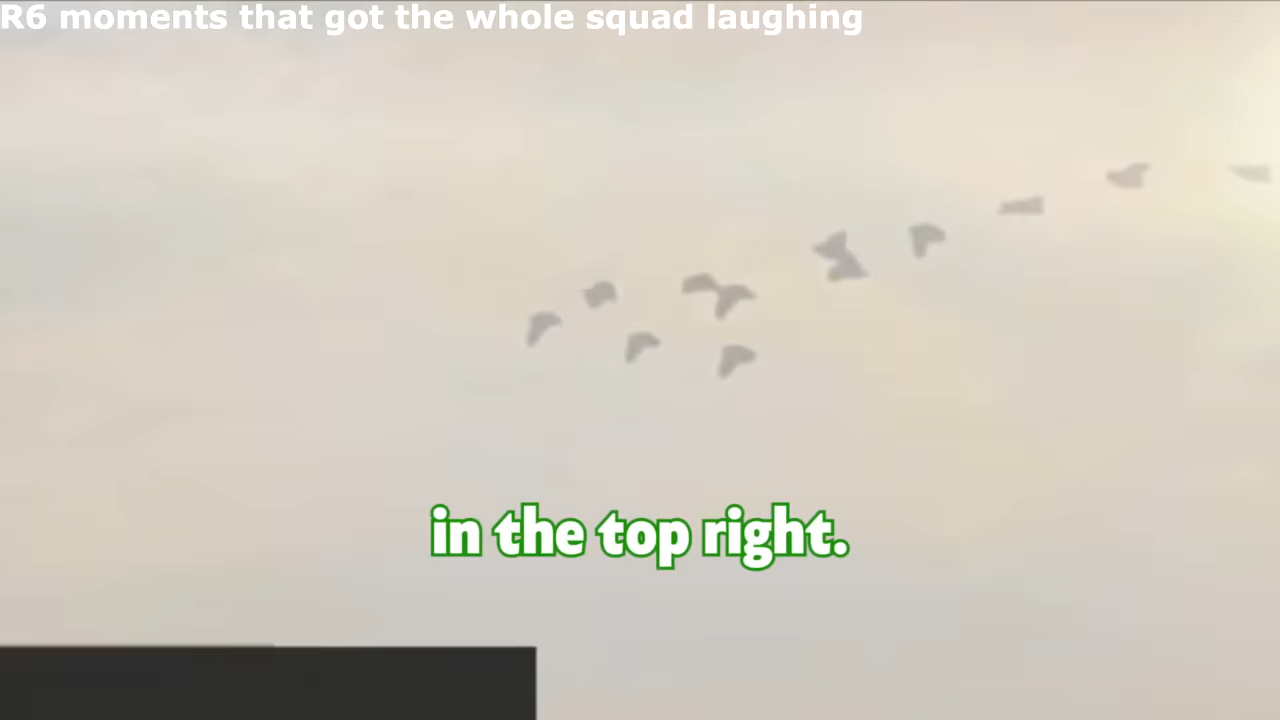 R6 moments that got the whole squad laughing
in the top right.